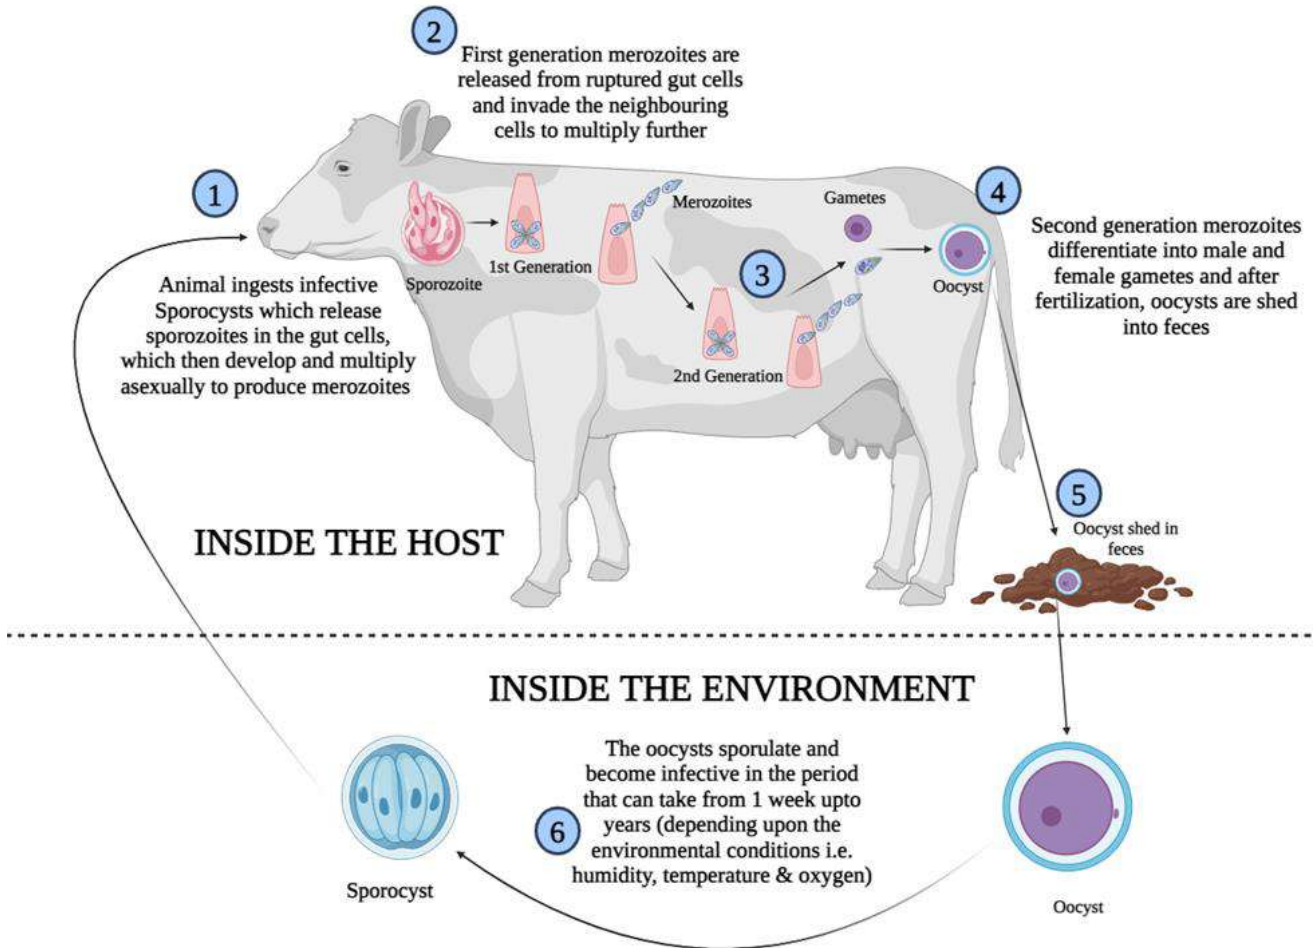 2
First generation merozoites are
released from ruptured gut cells
and invade the neighbouring
cells to multiply further
1
Animal ingests infective
Sporocysts which release
sporozoites in the gut cells,
which then develop and multiply
asexually to produce merozoites
Sporozoite
1st Generation
Merozoites
2nd Generation
3
Gametes
Oocyst
4
Second generation merozoites
differentiate into male and
female gametes and after
fertilization, oocysts are shed
into feces
5
Oocyst shed in
feces
INSIDE THE HOST
INSIDE THE ENVIRONMENT
The oocysts sporulate and
become infective in the period
that can take from 1 week upto
years (depending upon the
environmental conditions i.e.
humidity, temperature & oxygen)
6
Sporocyst
Oocyst